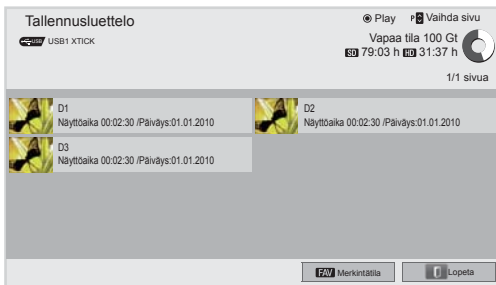 Tallennusluettelo
Play P Vaihda sivu
USB USB1 XTICK
Vapaa tila 100 Gt
SD 79:03 h HD 31:37 h
1/1 sivua
D1
Näyttöaika 00:02:30 /Päiväys:01.01.2010
D2
Näyttöaika 00:02:30 /Päiväys:01.01.2010
D3
Näyttöaika 00:02:30 /Päiväys:01.01.2010
FAV Merkintätila
Lopeta